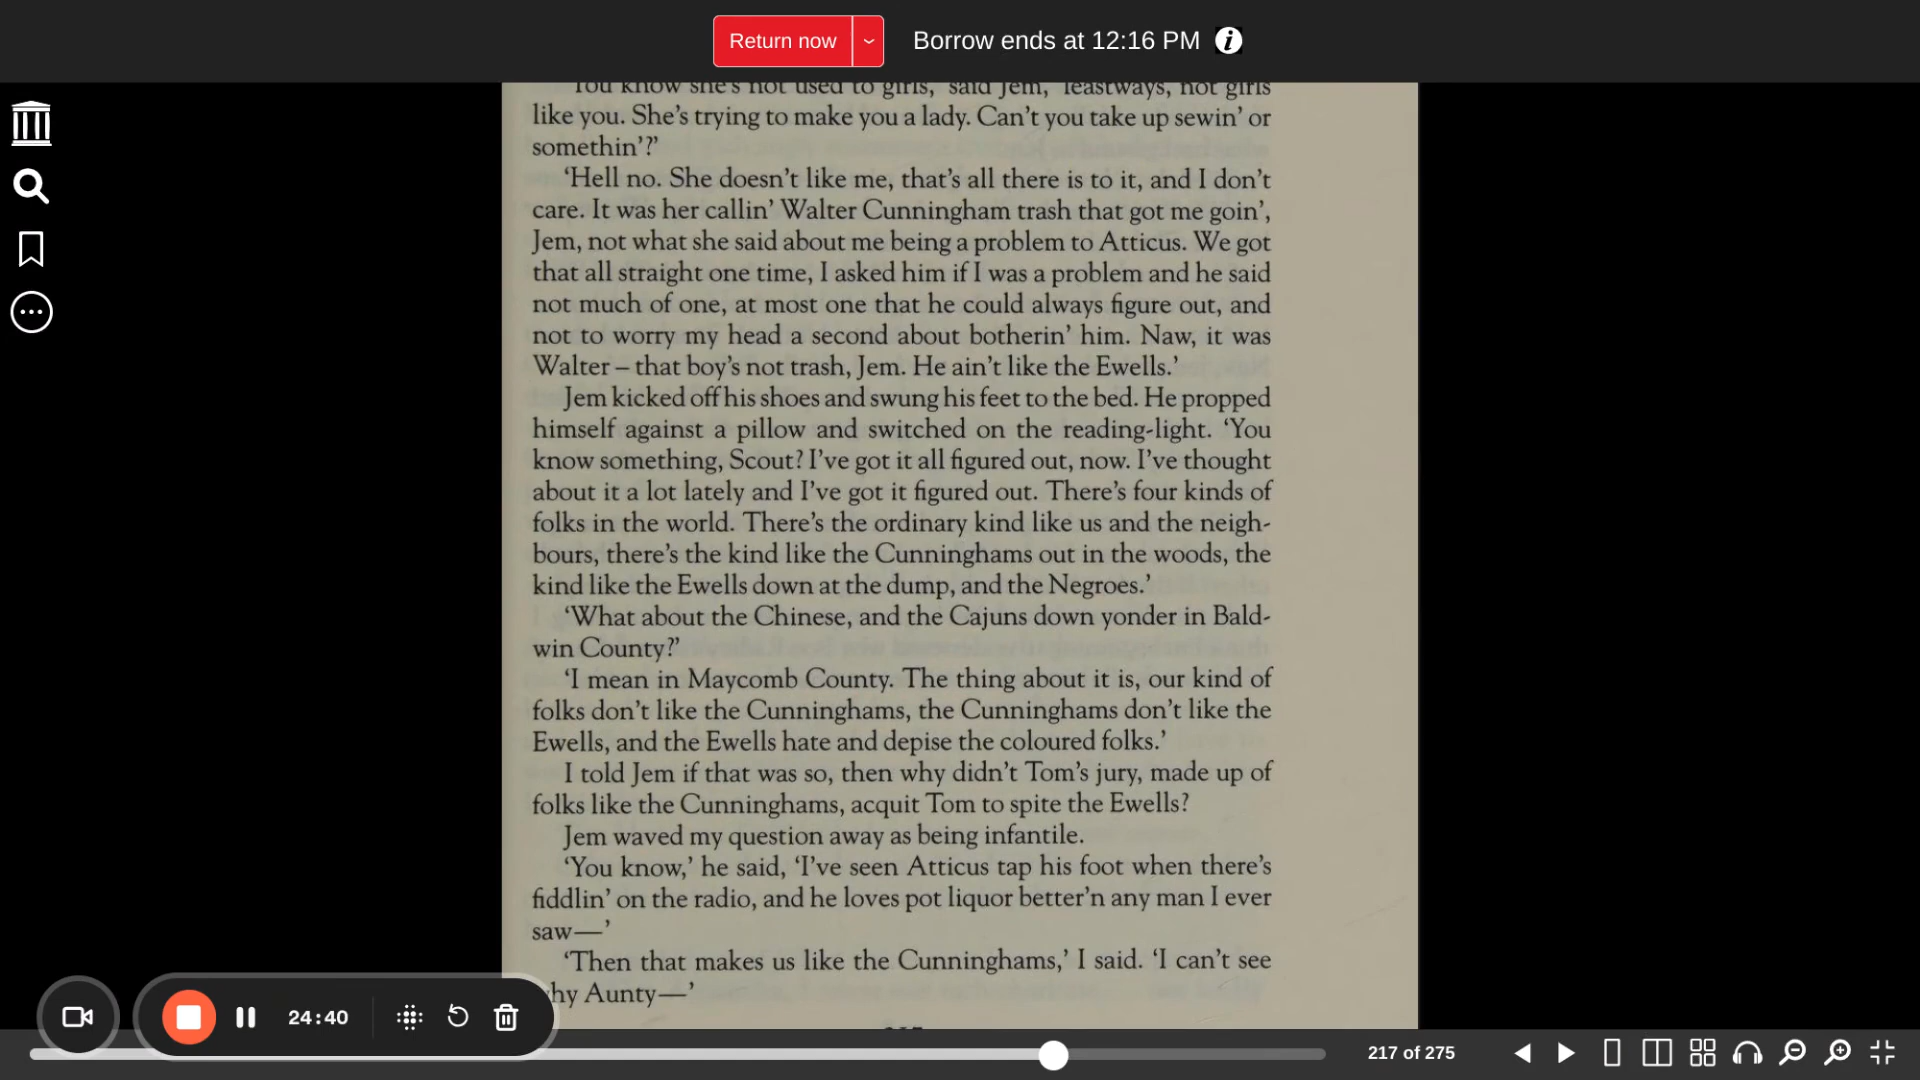 Return now
Borrow ends at 12:16 PM
‘You know she’s not used to girls,’ said Jem, ‘leastways, not girls
like you. She’s trying to make you a lady. Can’t you take up sewin’ or
somethin’?’
‘Hell no. She doesn’t like me, that’s all there is to it, and I don’t
care. It was her callin’ Walter Cunningham trash that got me goin’,
Jem, not what she said about me being a problem to Atticus. We got
that all straight one time, I asked him if I was a problem and he said
not much of one, at most one that he could always figure out, and
not to worry my head a second about botherin’ him. Naw, it was
Walter – that boy’s not trash, Jem. He ain’t like the Ewells.’
Jem kicked off his shoes and swung his feet to the bed. He propped
himself against a pillow and switched on the reading-light. ‘You
know something, Scout? I’ve got it all figured out, now. I’ve thought
about it a lot lately and I’ve got it figured out. There’s four kinds of
folks in the world. There’s the ordinary kind like us and the neigh-
bours, there’s the kind like the Cunninghams out in the woods, the
kind like the Ewells down at the dump, and the Negroes.’
‘What about the Chinese, and the Cajuns down yonder in Bald-
win County?’
‘I mean in Maycomb County. The thing about it is, our kind of
folks don’t like the Cunninghams, the Cunninghams don’t like the
Ewells, and the Ewells hate and depise the coloured folks.’
I told Jem if that was so, then why didn’t Tom’s jury, made up of
folks like the Cunninghams, acquit Tom to spite the Ewells?
Jem waved my question away as being infantile.
‘You know,’ he said, ‘I’ve seen Atticus tap his foot when there’s
fiddlin’ on the radio, and he loves pot liquor better’n any man I ever
saw—’
‘Then that makes us like the Cunninghams,’ I said. ‘I can’t see
hy Aunty—’
24:40
217 of 275